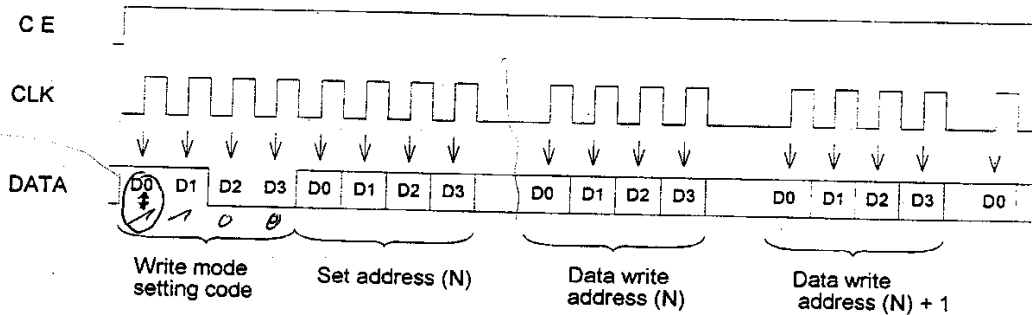 CE
CLK
DATA D0 D1 D2 D3 D0 D1 D2 D3 D0 D1 D2 D3 D0 D1 D2 D3 D0
0 0
Write mode Set address (N) Data write Data write
setting code address (N) address (N) + 1